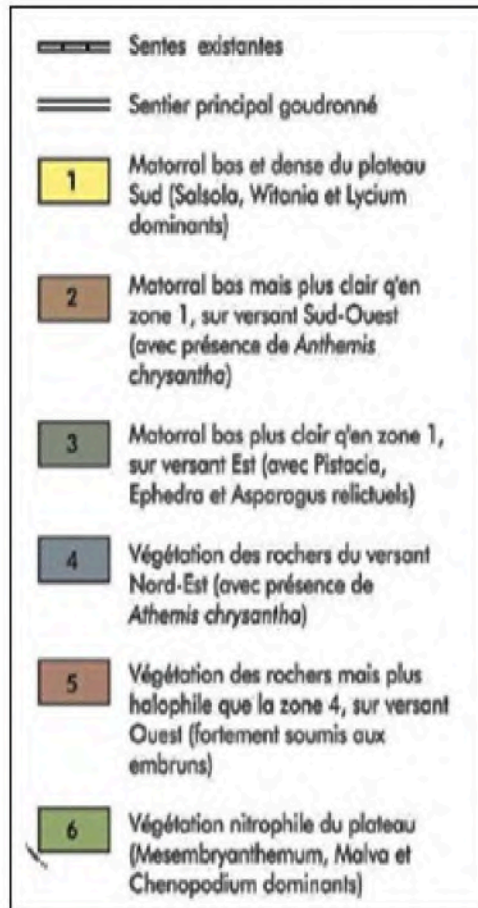 Sentes existantes
Sentier principal goudronné
1
Matorral bas et dense du plateau
Sud (Salsola, Witania et Lycium
dominants)
2
Matorral bas mais plus clair q'en
zone 1, sur versant Sud-Ouest
(avec présence de Anthemis
chrysantha)
3
Matorral bas plus clair q'en zone 1,
sur versant Est (avec Pistacia,
Ephedra et Asparagus relictuels)
4
Végétation des rochers du versant
Nord-Est (avec présence de
Athemis chrysantha)
5
Végétation des rochers mais plus
halophile que la zone 4, sur versant
Ouest (fortement soumis aux
embruns)
6
Végétation nitrophile du plateau
(Mesembryanthemum, Malva et
Chenopodium dominants)